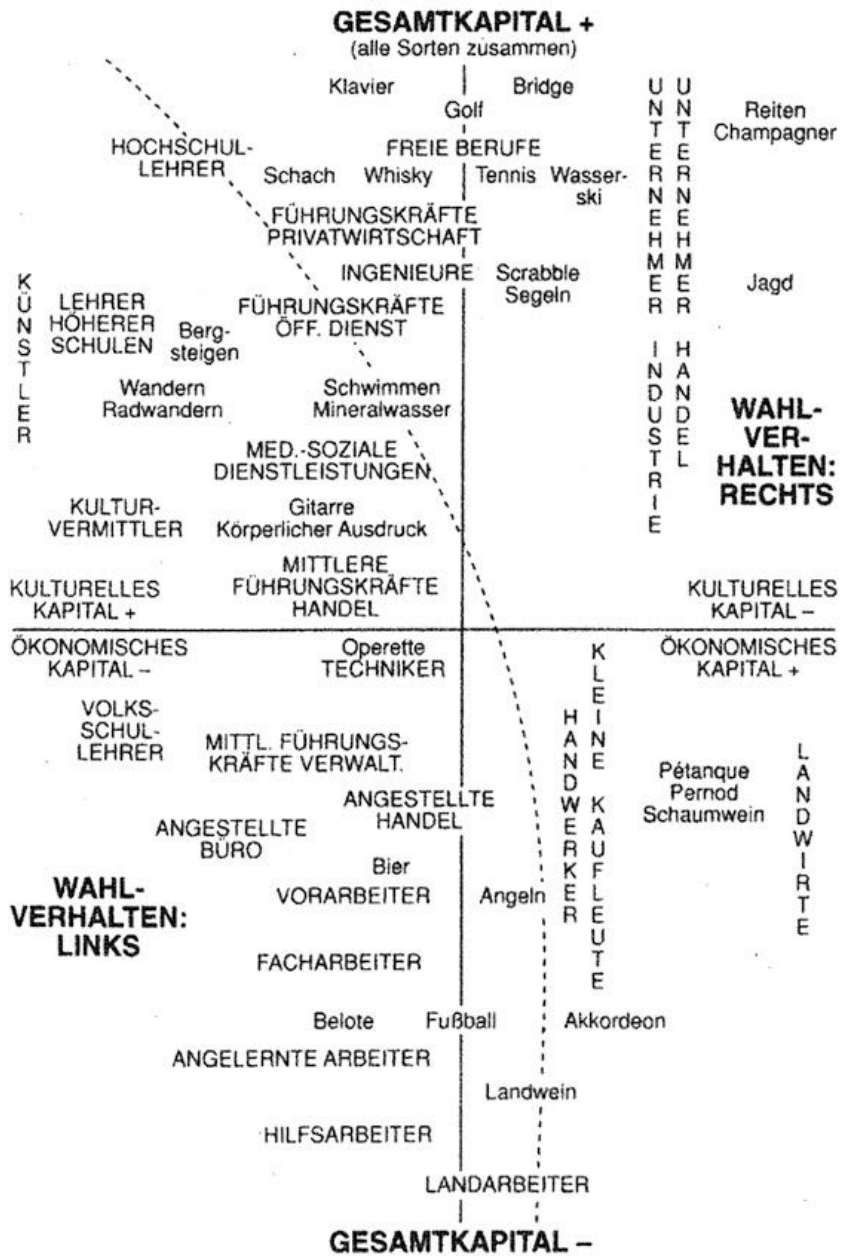 GESAMTKAPITAL +
(alle Sorten zusammen)
Klavier
Bridge
Golf
UNTERNEHMER INDUSTRIE
UNTERNEHMER HANDEL
Reiten
Champagner
HOCHSCHUL-
LEHRER
FREIE BERUFE
Schach
Whisky
Tennis
Wasser-
ski
FÜHRUNGSKRÄFTE
PRIVATWIRTSCHAFT
INGENIEURE
Scrabble
Segeln
Jagd
KÜNSTLER
LEHRER
HÖHERER
SCHULEN
Berg-
steigen
FÜHRUNGSKRÄFTE
ÖFF. DIENST
Wandern
Radwandern
Schwimmen
Mineralwasser
WAHL-
VER-
HALTEN:
RECHTS
MED.-SOZIALE
DIENSTLEISTUNGEN
KULTUR-
VERMITTLER
Gitarre
Körperlicher Ausdruck
MITTLERE
FÜHRUNGSKRÄFTE
HANDEL
KULTURELLES
KAPITAL +
KULTURELLES
KAPITAL –
ÖKONOMISCHES
KAPITAL –
Operette
TECHNIKER
KLEINE KAUFLEUTE
ÖKONOMISCHES
KAPITAL +
VOLKS-
SCHUL-
LEHRER
MITTL. FÜHRUNGS-
KRÄFTE VERWALT.
HANDWERKER
Pétanque
Pernod
Schaumwein
LANDWIRTE
ANGESTELLTE
HANDEL
ANGESTELLTE
BÜRO
Bier
WAHL-
VERHALTEN:
LINKS
VORARBEITER
Angeln
FACHARBEITER
Belote
Fußball
Akkordeon
ANGELERNTE ARBEITER
Landwein
HILFSARBEITER
LANDARBEITER
GESAMTKAPITAL –